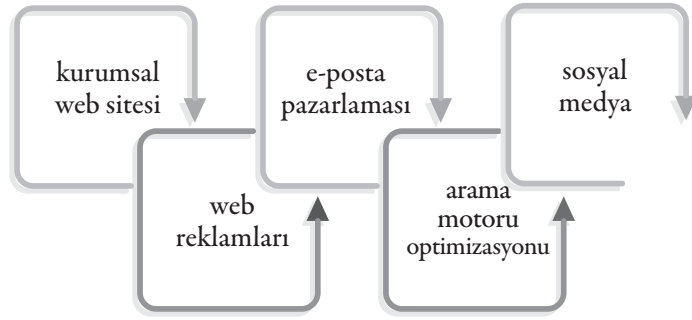 kurumsal
web sitesi
web
reklamları
e-posta
pazarlaması
arama
motoru
optimizasyonu
sosyal
medya